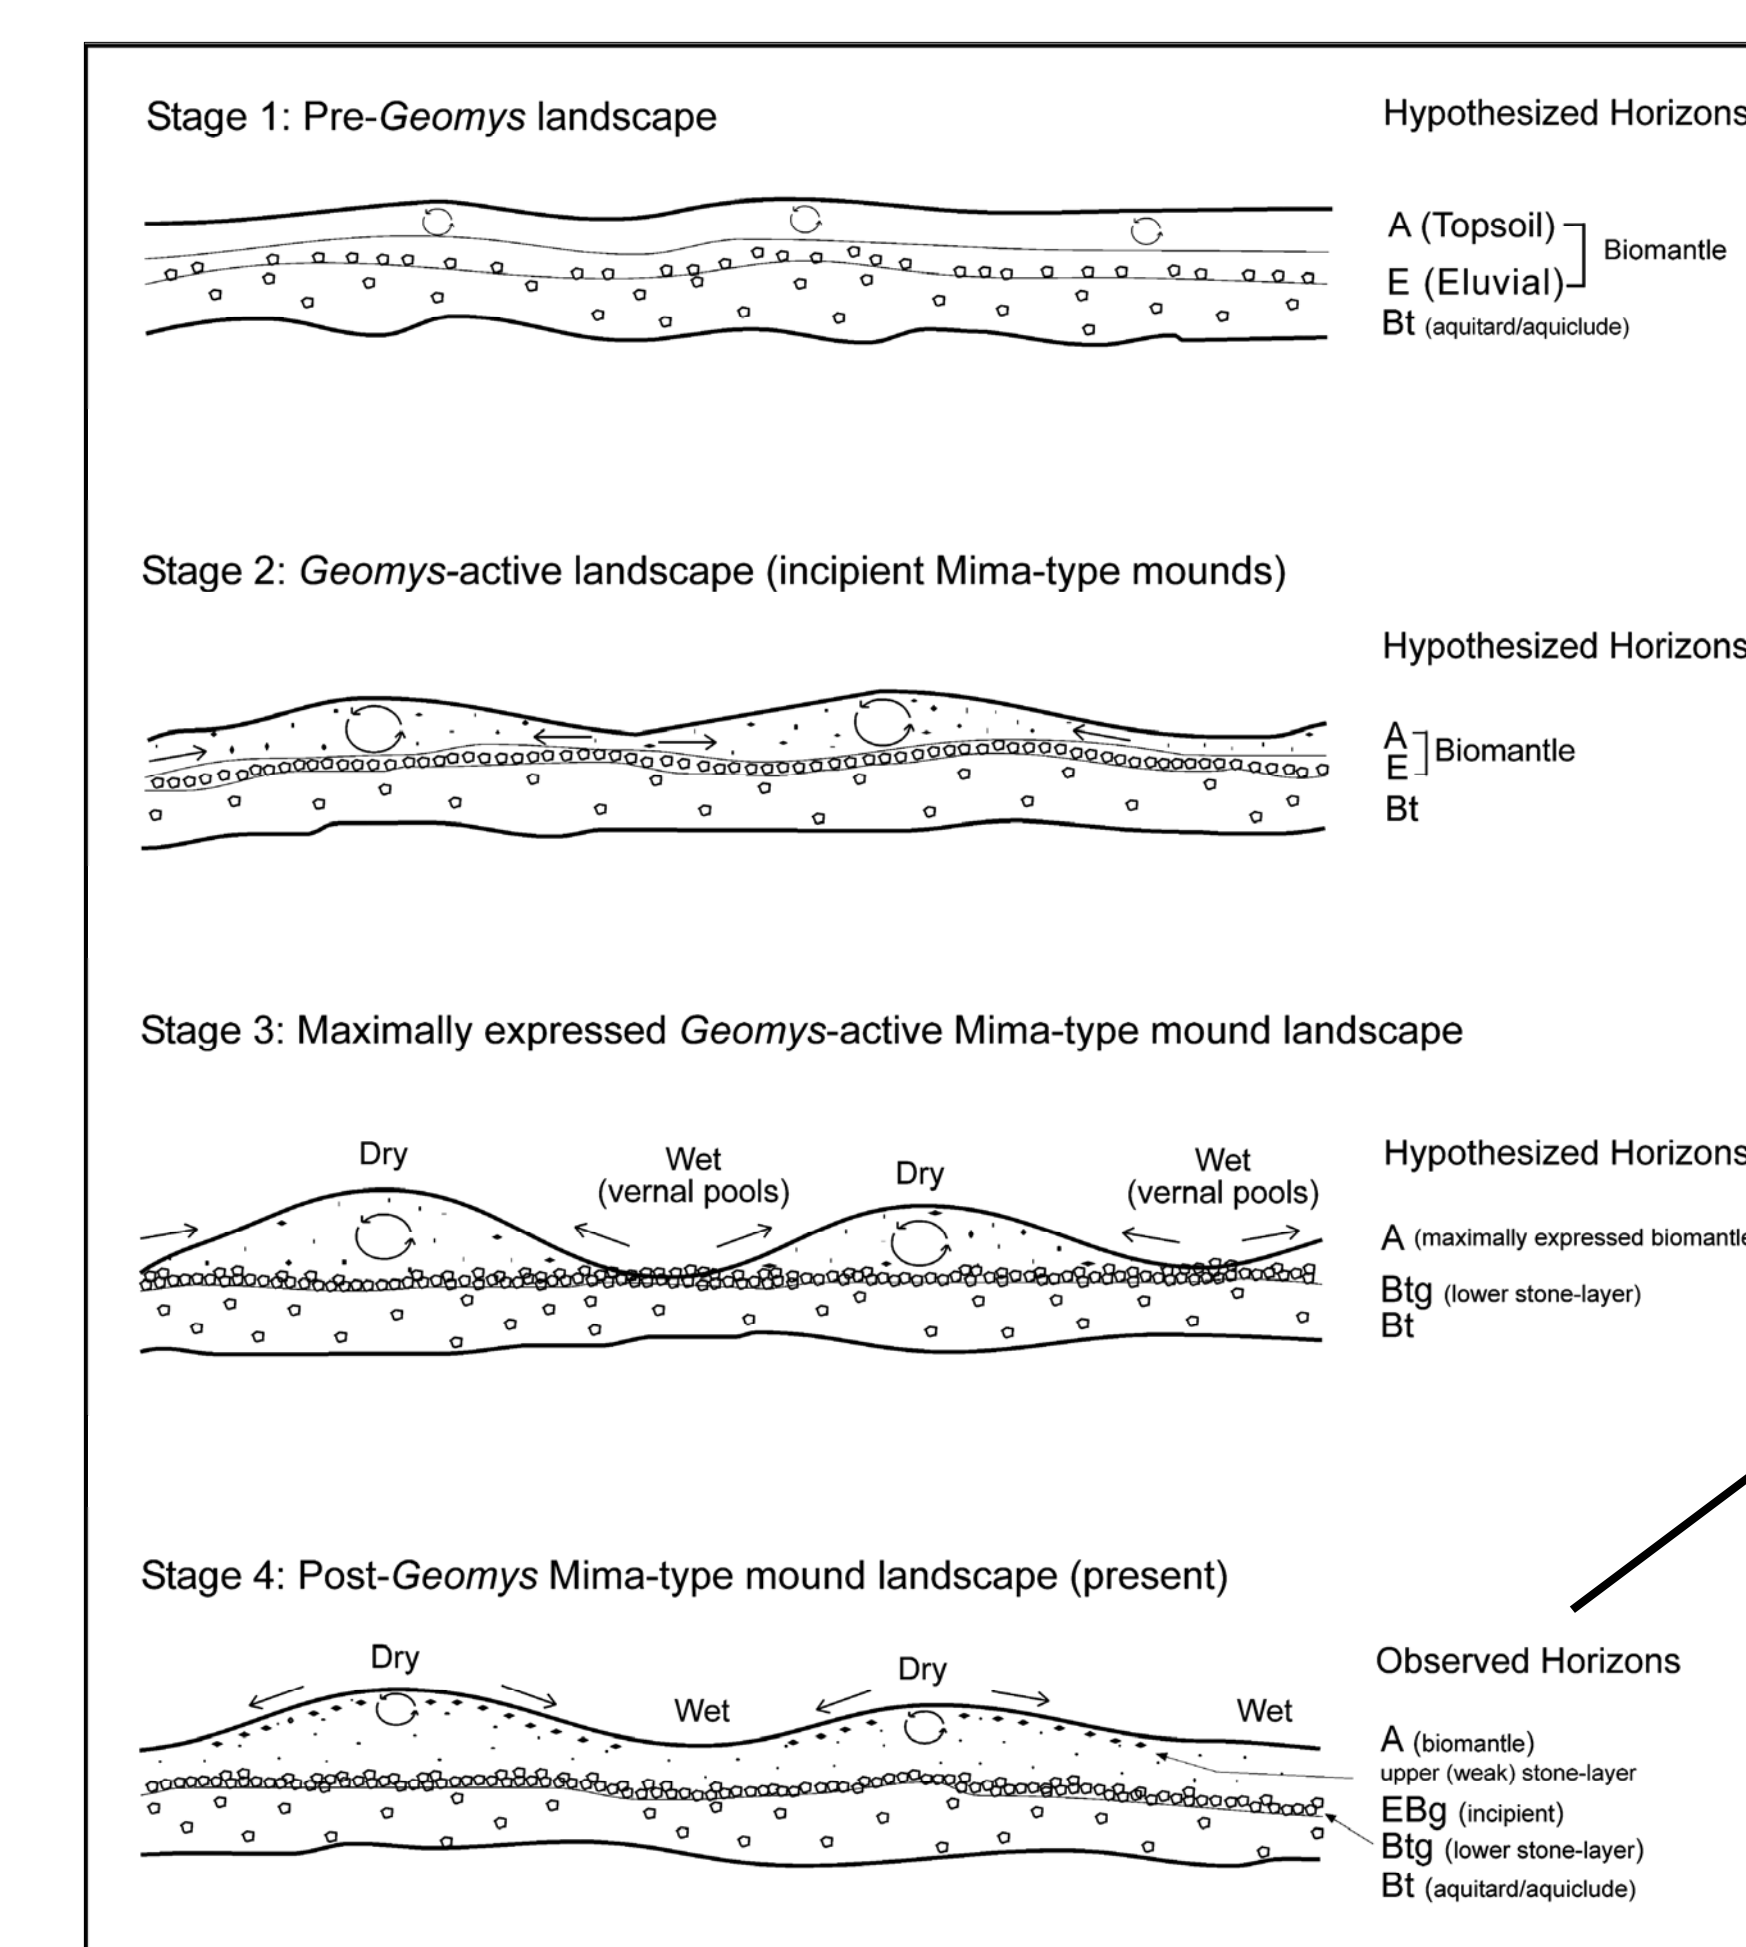 Stage 1: Pre-Geomys landscape
Hypothesized Horizons
A (Topsoil)
Biomantle
E (Eluvial)
Bt (aquitard/aquiclude)
Stage 2: Geomys-active landscape (incipient Mima-type mounds)
Hypothesized Horizons
A
E
Biomantle
Bt
Stage 3: Maximally expressed Geomys-active Mima-type mound landscape
Hypothesized Horizons
Dry
Wet
(vernal pools)
Dry
Wet
(vernal pools)
A (maximally expressed biomantle
Btg (lower stone-layer)
Bt
Stage 4: Post-Geomys Mima-type mound landscape (present)
Observed Horizons
Dry
Wet
Dry
Wet
A (biomantle)
upper (weak) stone-layer
EBg (incipient)
Btg (lower stone-layer)
Bt (aquitard/aquiclude)